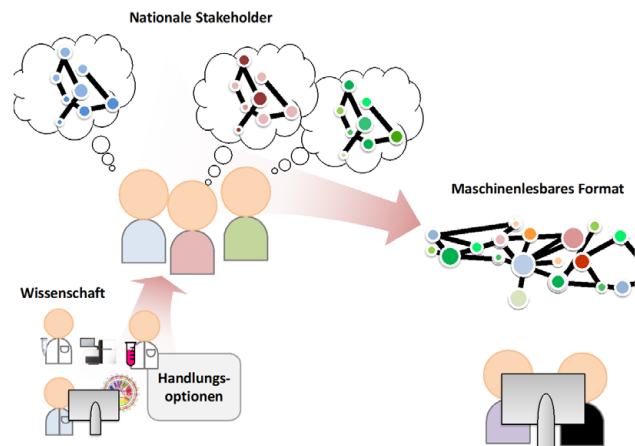 Nationale Stakeholder
Maschinenlesbares Format
Wissenschaft
Handlungs-
optionen